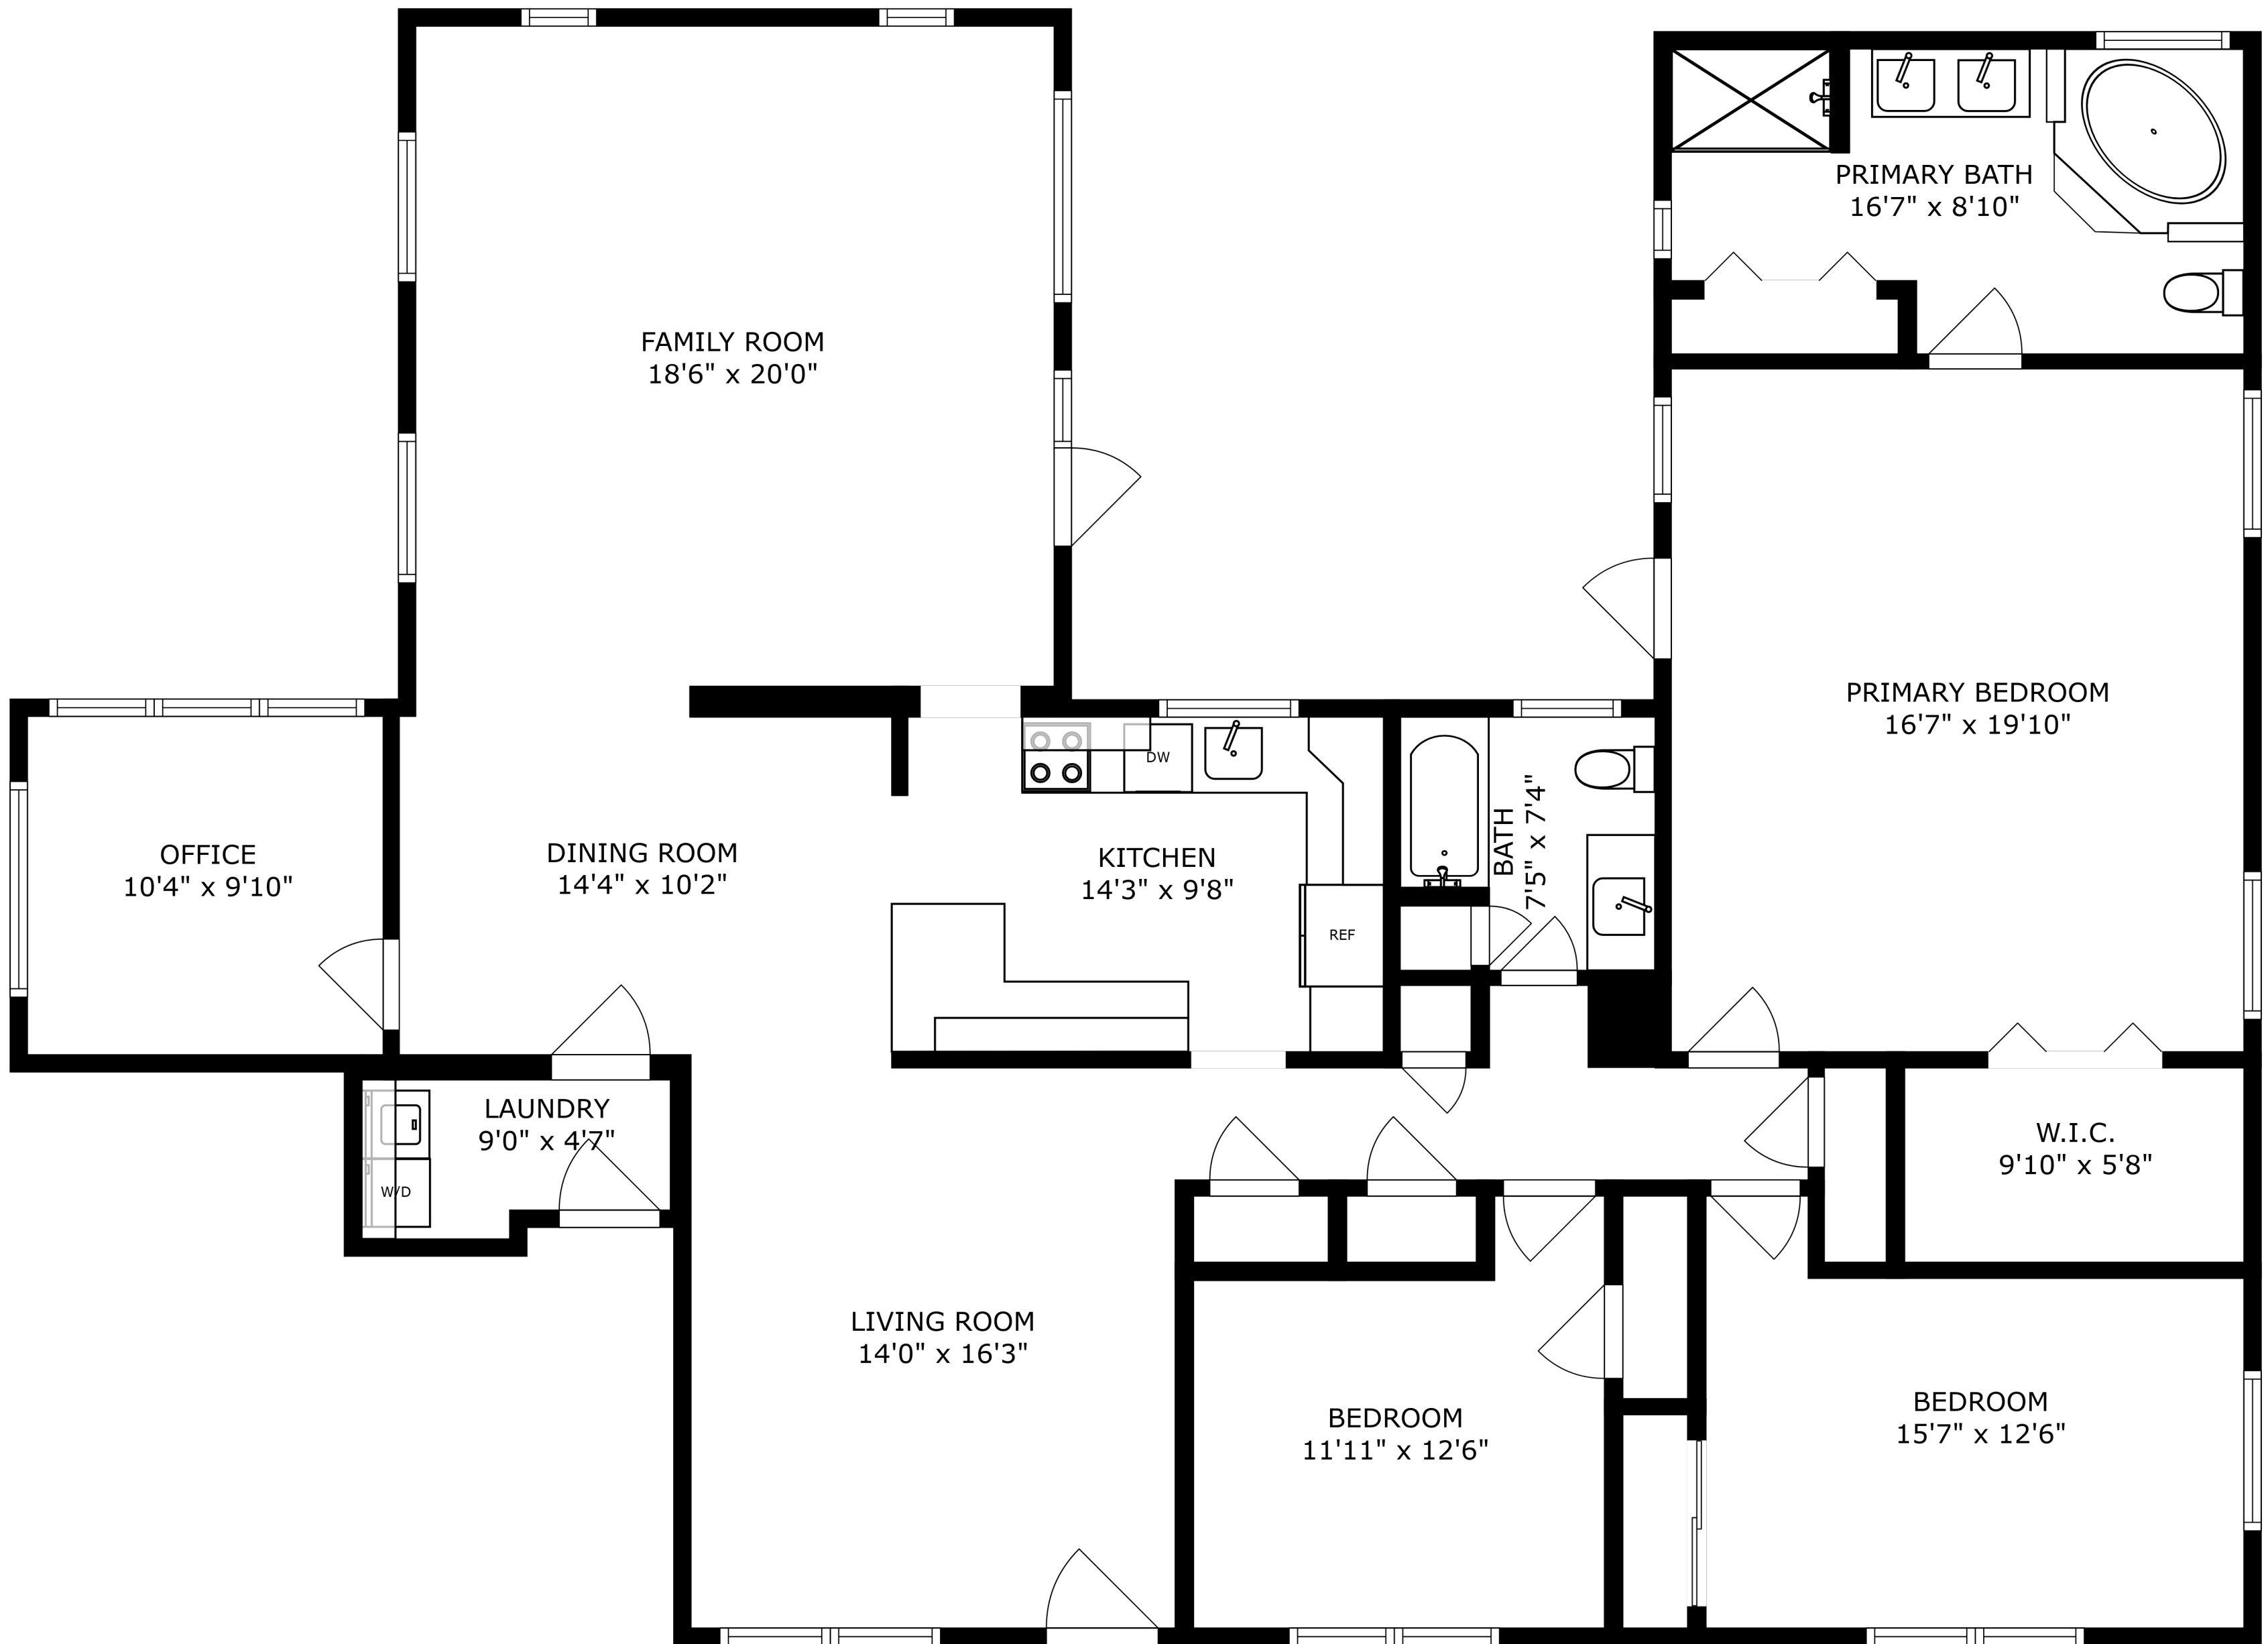 PRIMARY BATH
16'7" x 8'10"
FAMILY ROOM
18'6" x 20'0"
PRIMARY BEDROOM
16'7" x 19'10"
OFFICE
10'4" x 9'10"
DINING ROOM
14'4" x 10'2"
DW
KITCHEN
14'3" x 9'8"
REF
BATH
7'5" x 7'4"
LAUNDRY
9'0" x 4'7"
W/D
W.I.C.
9'10" x 5'8"
LIVING ROOM
14'0" x 16'3"
BEDROOM
11'11" x 12'6"
BEDROOM
15'7" x 12'6"